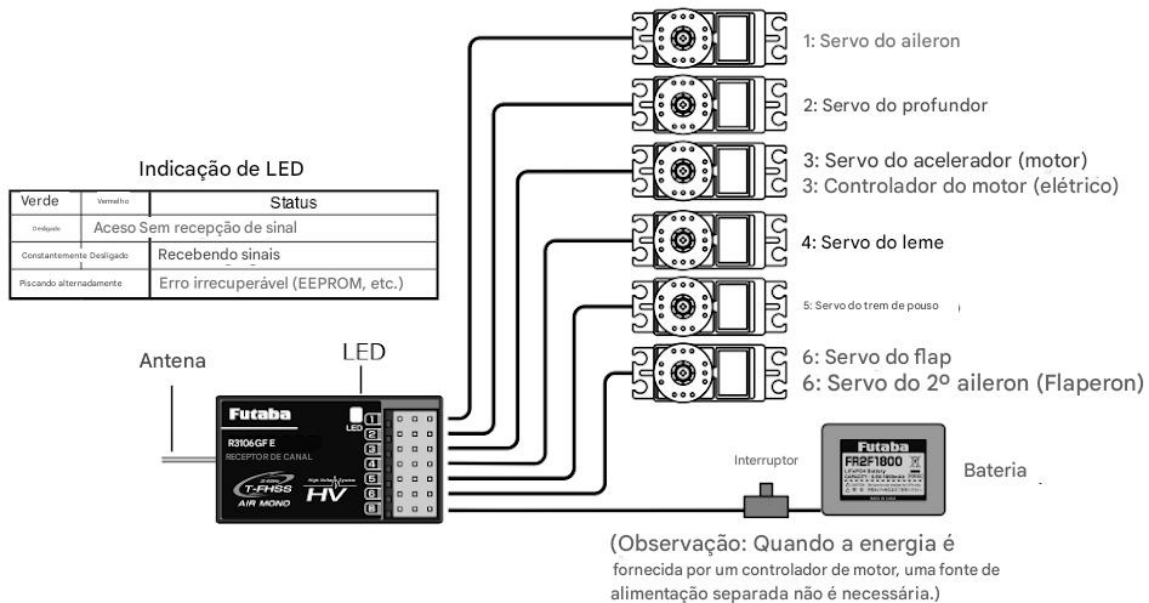 1: Servo do aileron
2: Servo do profundor
3: Servo do acelerador (motor)
3: Controlador do motor (elétrico)
4: Servo do leme
5: Servo do trem de pouso
6: Servo do flap
6: Servo do 2º aileron (Flaperon)
Indicação de LED
Verde Vermelho Status
Desligado Aceso Sem recepção de sinal
Constantemente Desligado Recebendo sinais
Piscando alternadamente Erro irrecuperável (EEPROM, etc.)
Antena
LED
Futaba
LED
R3106GF E
RECEPTOR DE CANAL
T-FHSS
AIR MONO
HV
1
2
3
4
5
6
B
Interruptor
Futaba
FR2F1800
Bateria
(Observação: Quando a energia é
fornecida por um controlador de motor, uma fonte de
alimentação separada não é necessária.)